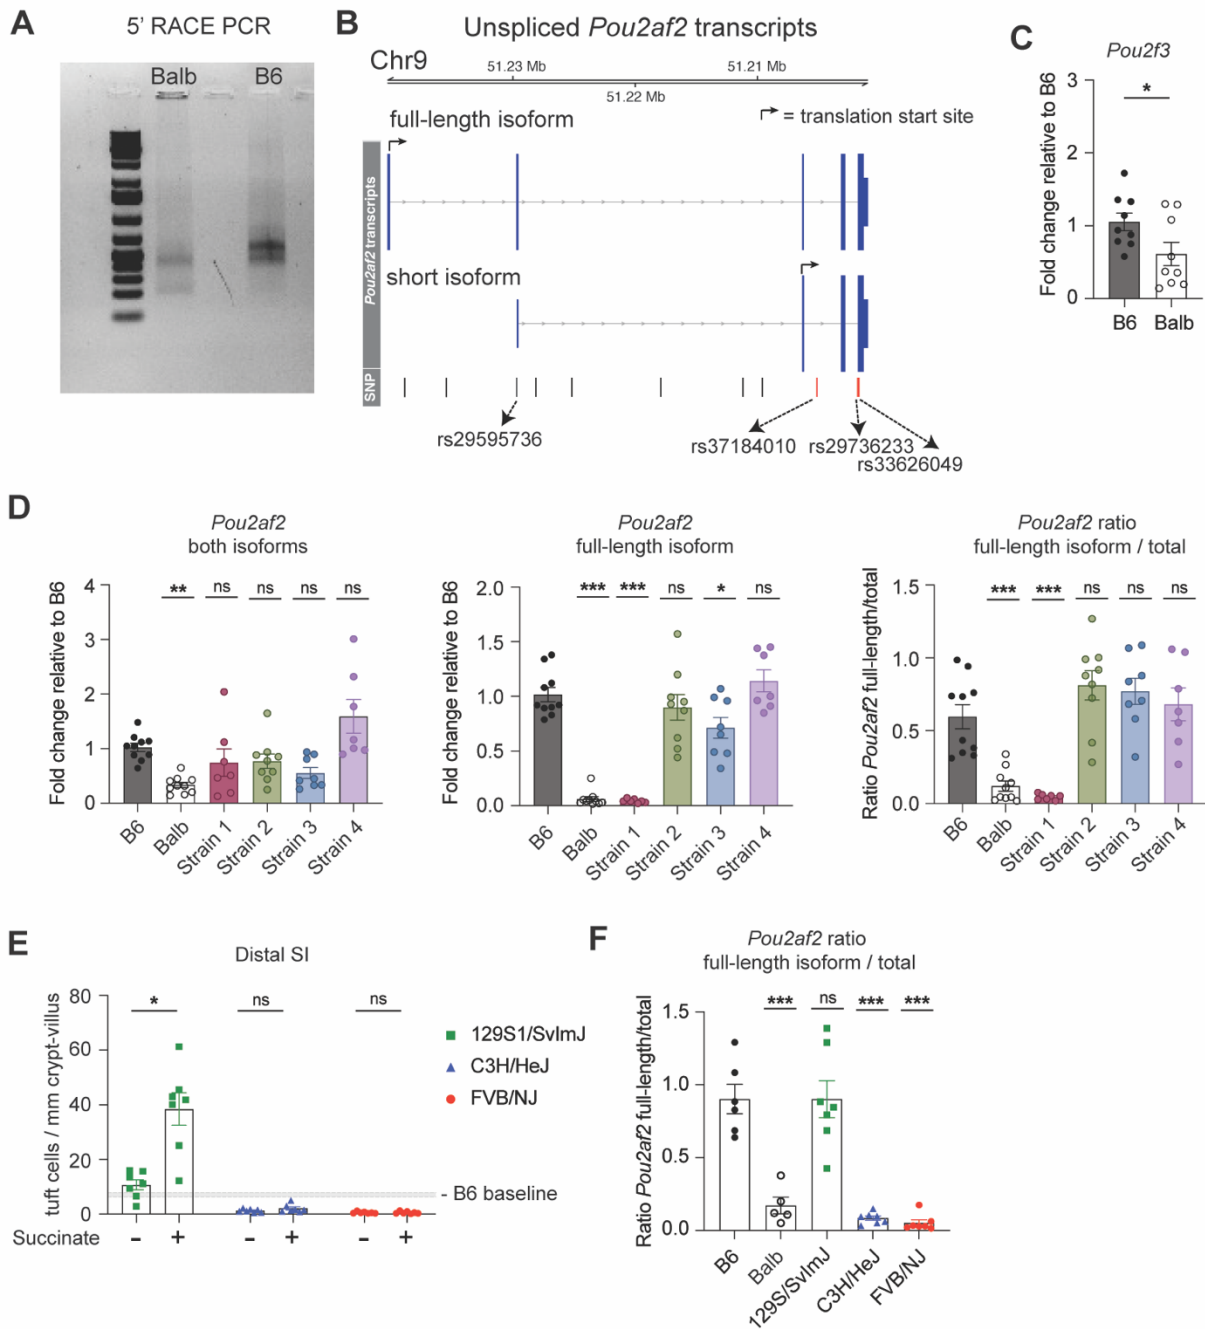 A
5' RACE PCR
Balb B6
B
Unspliced Pou2af2 transcripts
Chr9
51.23 Mb 51.21 Mb
51.22 Mb
full-length isoform
= translation start site
Pou2af2 transcripts
short isoform
SNP
rs29595736
rs37184010 rs29736233
rs33626049
C
Pou2f3
Fold change relative to B6
3
2
1
0
*
B6 Balb
D
Pou2af2
both isoforms
Fold change relative to B6
4
3
2
1
0
** ns ns ns ns
B6 Balb Strain 1 Strain 2 Strain 3 Strain 4
Pou2af2
full-length isoform
Fold change relative to B6
2.0
1.5
1.0
0.5
0.0
*** *** ns * ns
B6 Balb Strain 1 Strain 2 Strain 3 Strain 4
Pou2af2 ratio
full-length isoform / total
Ratio Pou2af2 full-length/total
1.5
1.0
0.5
0.0
*** *** ns ns ns
B6 Balb Strain 1 Strain 2 Strain 3 Strain 4
E
Distal SI
tuft cells / mm crypt-villus
80
60
40
20
0
* ns ns
129S1/SvImJ
C3H/HeJ
FVB/NJ
- B6 baseline
Succinate - + - + - +
F
Pou2af2 ratio
full-length isoform / total
Ratio Pou2af2 full-length/total
1.5
1.0
0.5
0.0
*** ns *** ***
B6 Balb 129S/SvImJ C3H/HeJ FVB/NJ